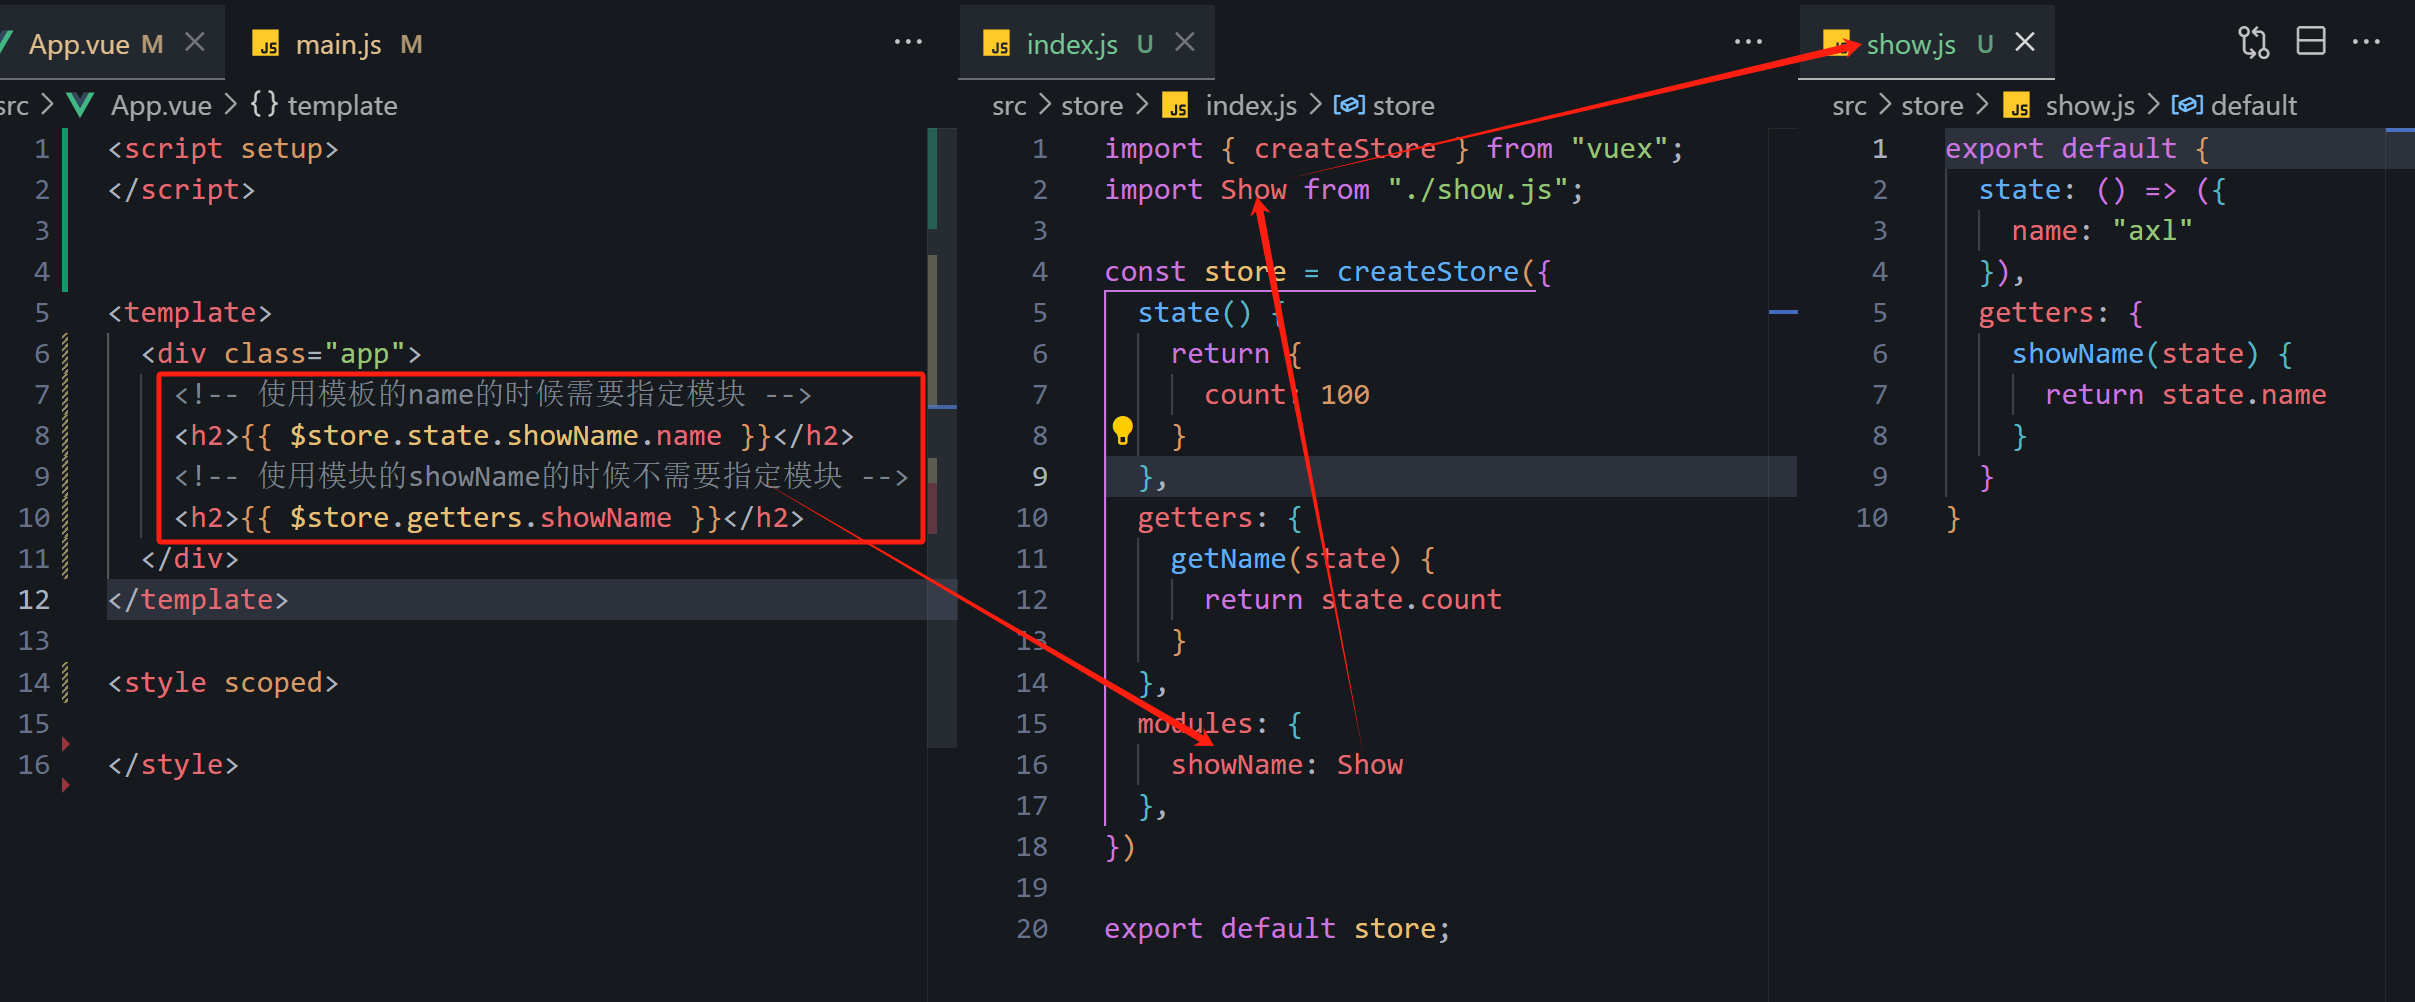 App.vue M
main.js M
src > App.vue > {} template
1 <script setup>
2 </script>
3
4
5 <template>
6 <div class="app">
7 <!-- 使用模板的name的时候需要指定模块 -->
8 <h2>{{ $store.state.showName.name }}</h2>
9 <!-- 使用模块的showName的时候不需要指定模块 -->
10 <h2>{{ $store.getters.showName }}</h2>
11 </div>
12 </template>
13
14 <style scoped>
15
16 </style>
JS index.js U
src > store > JS index.js > store
1 import { createStore } from "vuex";
2 import Show from "./show.js";
3
4 const store = createStore({
5 state() {
6 return {
7 count: 100
8 }
9 },
10 getters: {
11 getName(state) {
12 return state.count
13 }
14 },
15 modules: {
16 showName: Show
17 },
18 })
19
20 export default store;
JS show.js U
src > store > JS show.js > default
1 export default {
2 state: () => ({
3 name: "axl"
4 }),
5 getters: {
6 showName(state) {
7 return state.name
8 }
9 }
10 }